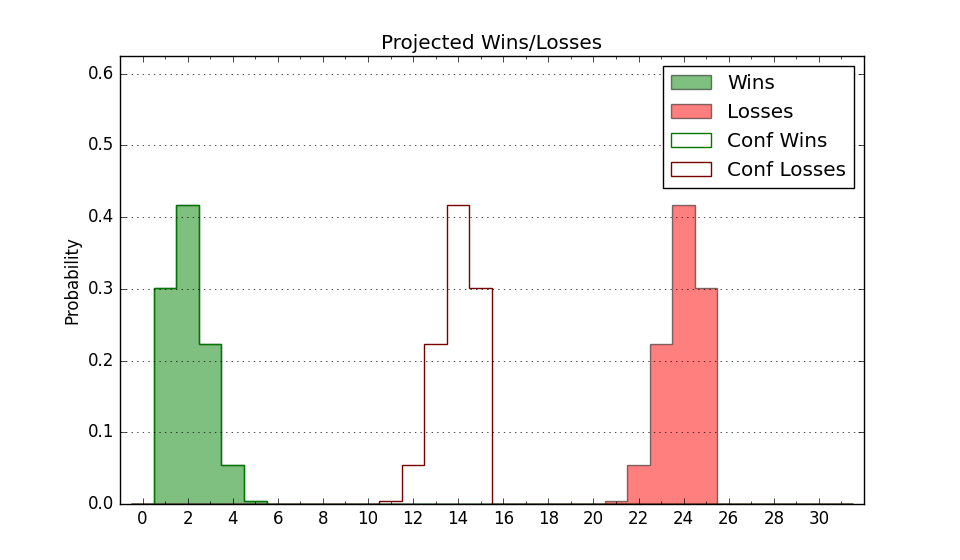 Projected Wins/Losses
0.6
0.5
0.4
0.3
0.2
0.1
0.0
Probability
Wins
Losses
Conf Wins
Conf Losses
0 2 4 6 8 10 12 14 16 18 20 22 24 26 28 30